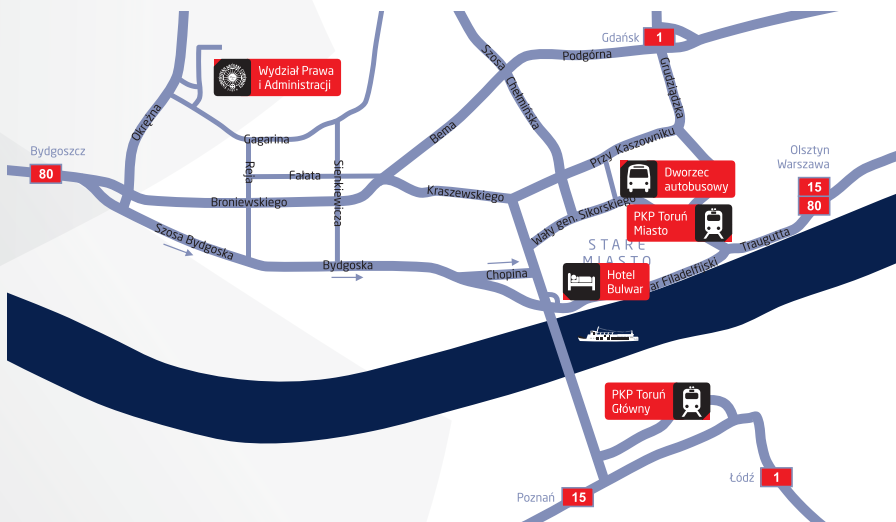 Gdańsk
1
Podgórna
Szosa Chełmińska
Grudziądzka
Wydział Prawa
i Administracji
Okrężna
Gagarina
Bema
Przy Kaszowniku
Bydgoszcz
80
Olsztyn
Warszawa
15
80
Reja
Fałata
Sienkiewicza
Kraszewskiego
Dworzec
autobusowy
Broniewskiego
Wały gen. Sikorskiego
PKP Toruń
Miasto
Szosa Bydgoska
STARE
MIASTO
Traugutta
Bydgoska
Chopina
Hotel
Bulwar
Filadelfijski
PKP Toruń
Główny
Łódź
1
Poznań
15